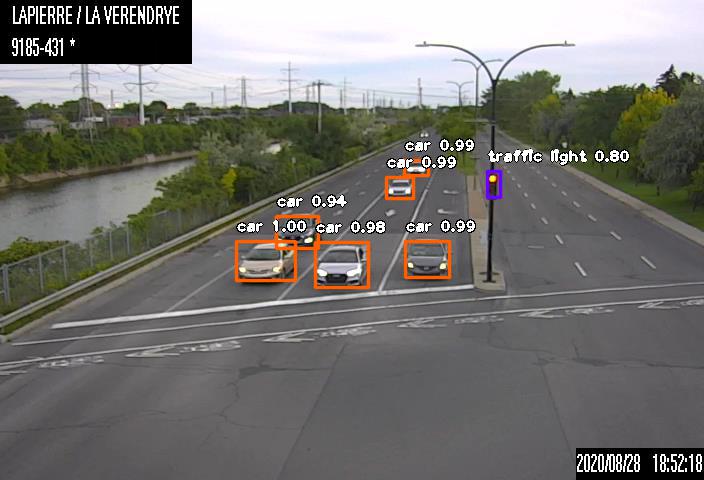 LAPIERRE / LA VERENDRYE
9185-431 *
car 0.99
car 0.99
traffic light 0.80
car 0.94
car 1.00
car 0.98
car 0.99
2020/08/28 18:52:18